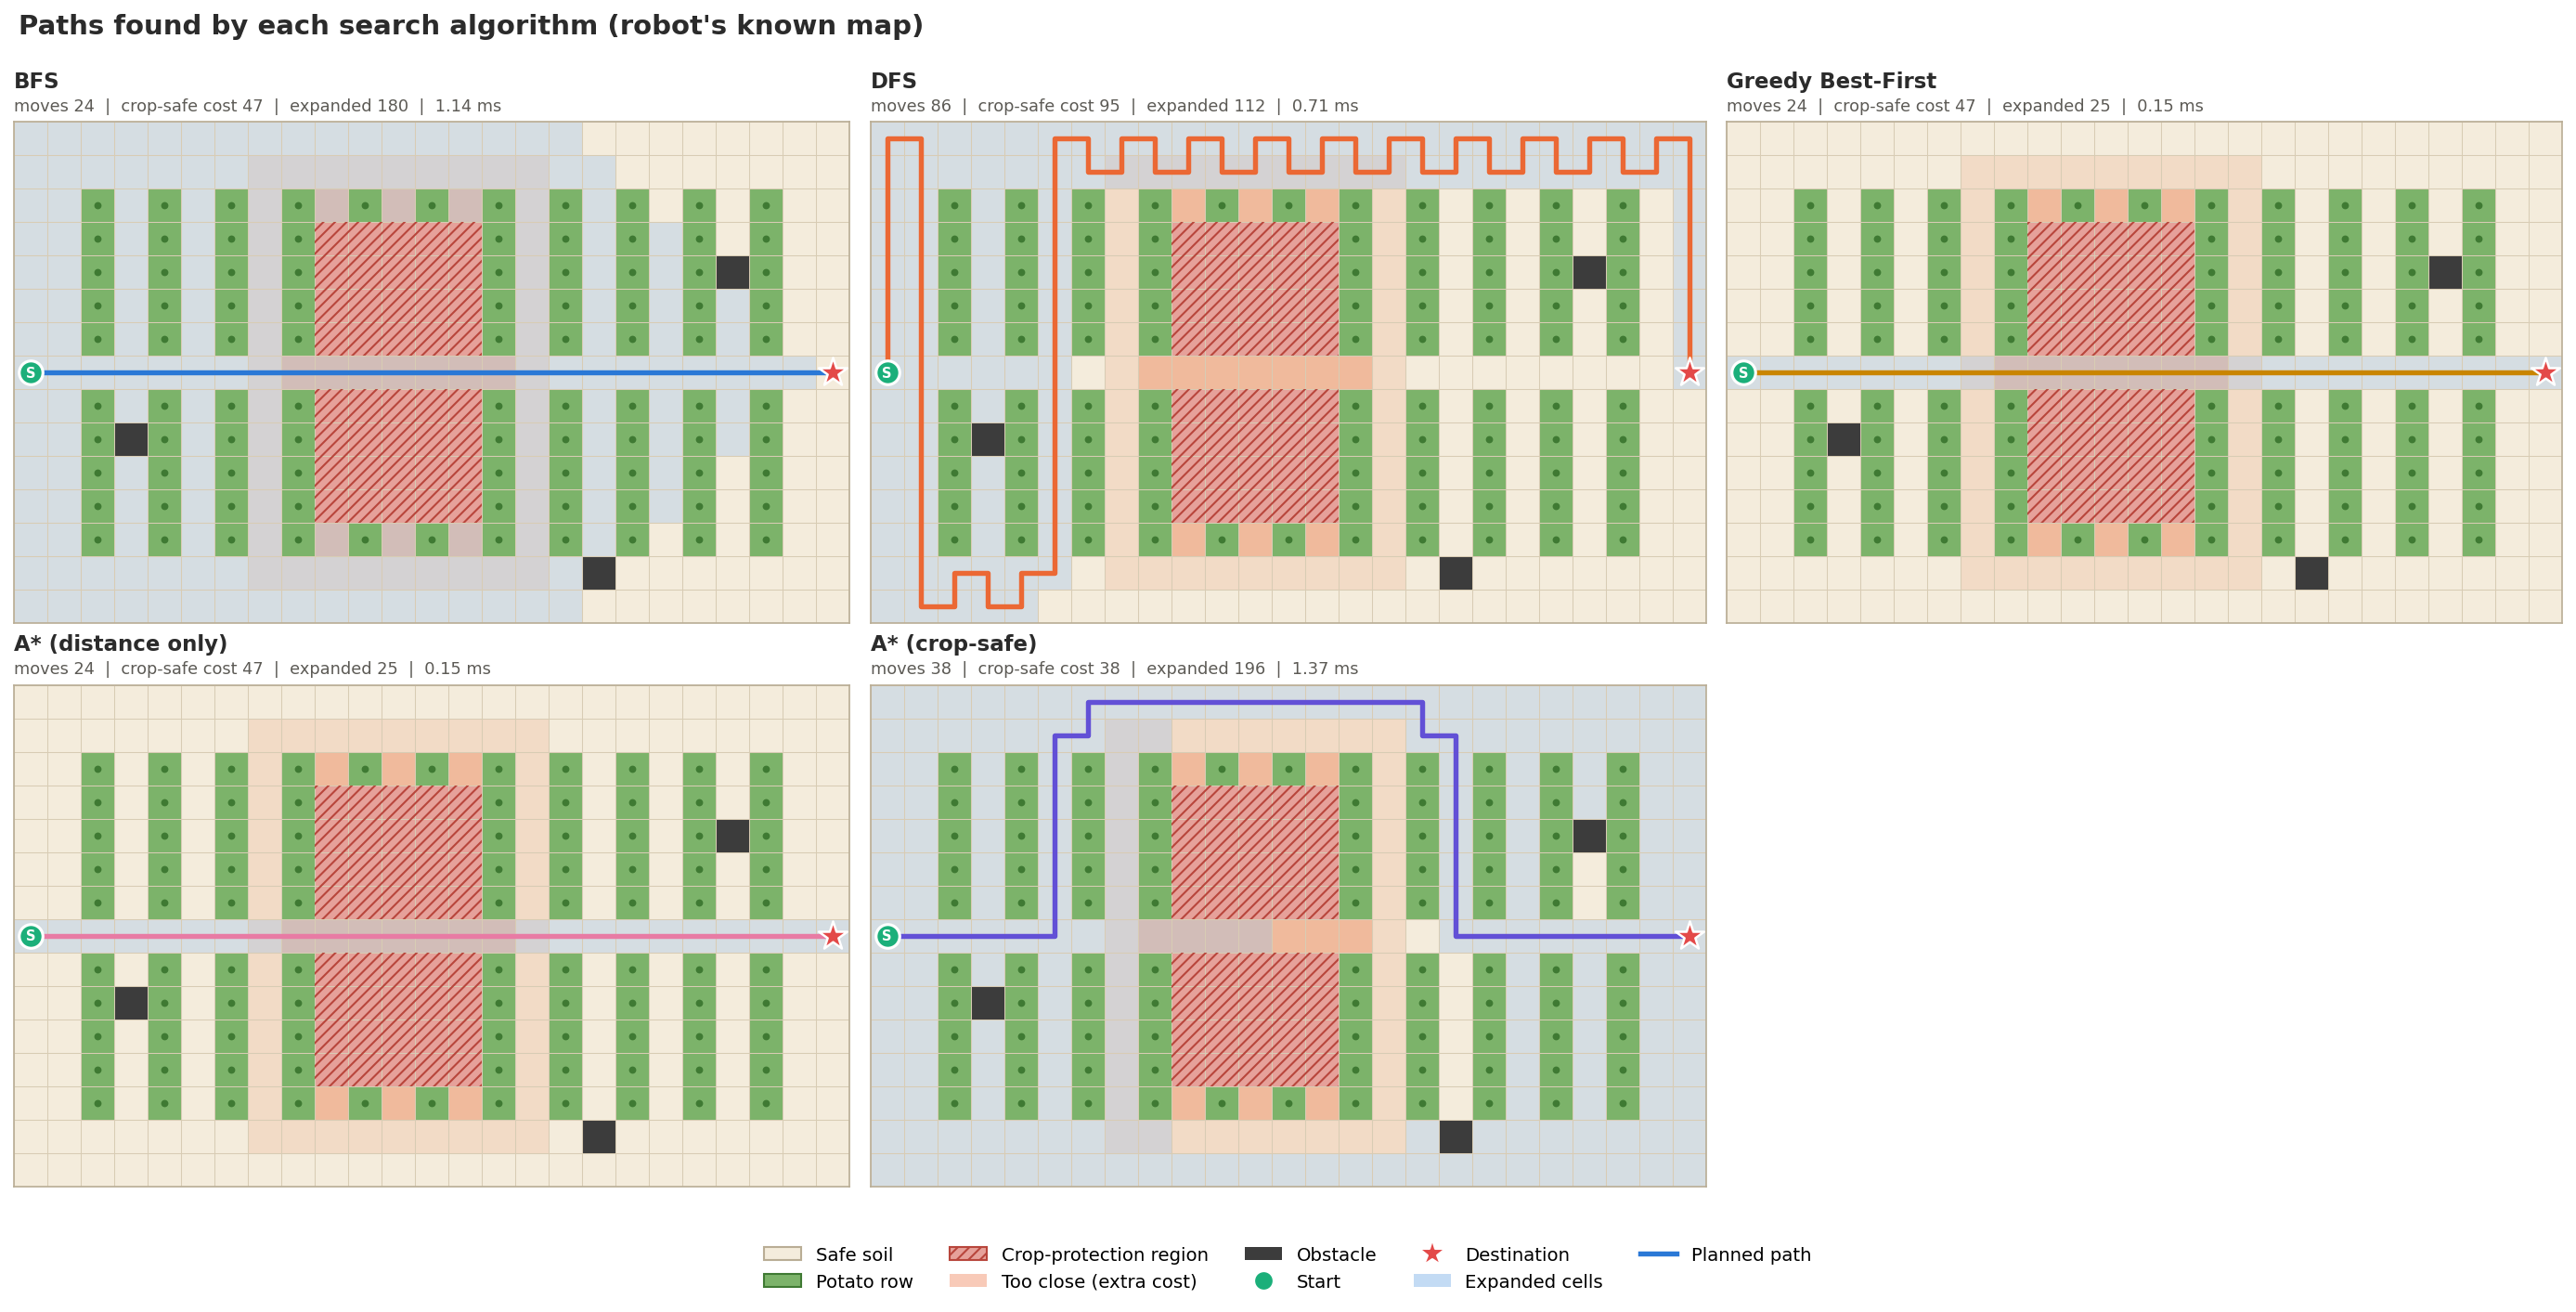 Paths found by each search algorithm (robot's known map)
BFS
moves 24 | crop-safe cost 47 | expanded 180 | 1.14 ms
S
DFS
moves 86 | crop-safe cost 95 | expanded 112 | 0.71 ms
S
Greedy Best-First
moves 24 | crop-safe cost 47 | expanded 25 | 0.15 ms
S
A* (distance only)
moves 24 | crop-safe cost 47 | expanded 25 | 0.15 ms
S
A* (crop-safe)
moves 38 | crop-safe cost 38 | expanded 196 | 1.37 ms
S
Safe soil
Potato row
Crop-protection region
Too close (extra cost)
Obstacle
Start
Destination
Expanded cells
Planned path